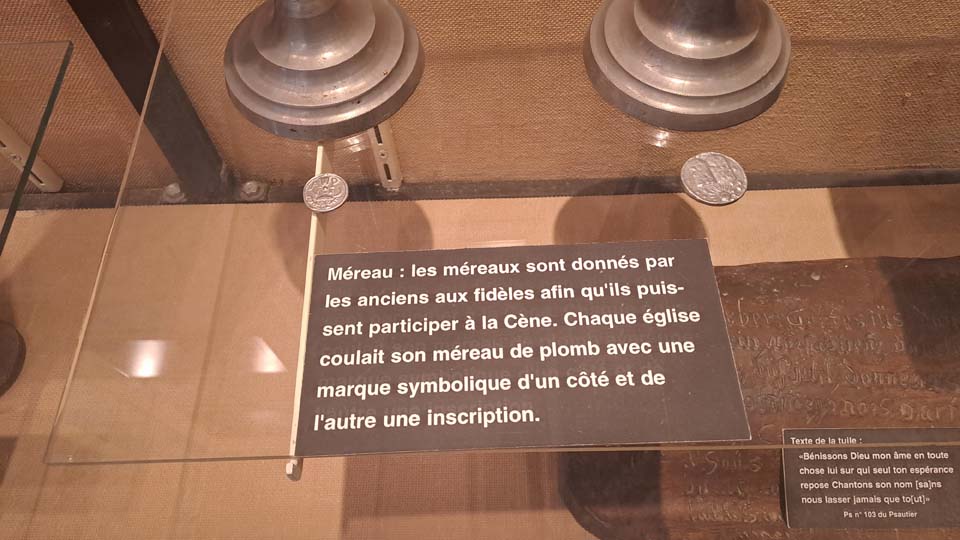 Méreau : les méreaux sont donnés par
les anciens aux fidèles afin qu'ils puis-
sent participer à la Cène. Chaque église
coulait son méreau de plomb avec une
marque symbolique d'un côté et de
l'autre une inscription.
Texte de la tuile :
«Bénissons Dieu mon âme en toute
chose lui sur qui seul ton espérance
repose Chantons son nom [sa]ns
nous lasser jamais que to[ut]»
Ps n° 103 du Psautier